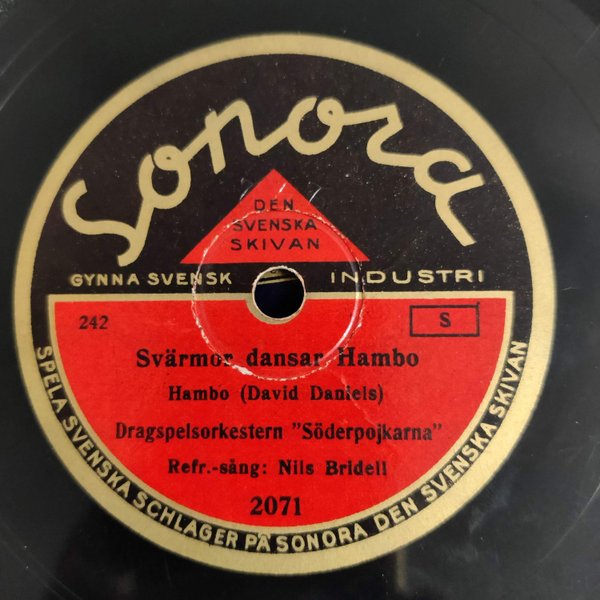 Sonora
DEN
SVENSKA
SKIVAN
GYNNA SVENSK INDUSTRI
242
S
Svärmor dansar Hambo
Hambo (David Daniels)
Dragspelsorkestern "Söderpojkarna"
Refr.-sång: Nils Bridell
2071
SPELA SVENSKA SCHLAGER PÅ SONORA DEN SVENSKA SKIVAN